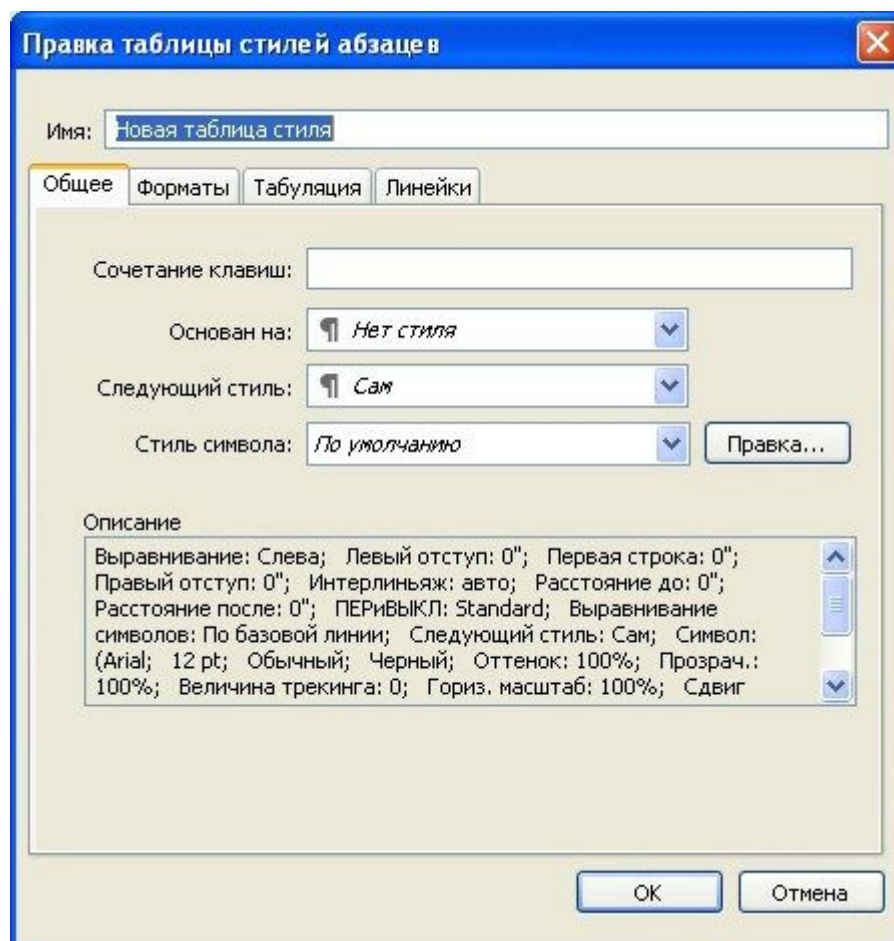 Правка таблицы стилей абзацев
Имя: Новая таблица стиля
Общее Форматы Табуляция Линейки
Сочетание клавиш:
Основан на: ¶ Нет стиля
Следующий стиль: ¶ Сам
Стиль символа: По умолчанию Правка...
Описание
Выравнивание: Слева; Левый отступ: 0"; Первая строка: 0";
Правый отступ: 0"; Интерлиньяж: авто; Расстояние до: 0";
Расстояние после: 0"; ПЕРиВЫКЛ: Standard; Выравнивание
символов: По базовой линии; Следующий стиль: Сам; Символ:
(Arial; 12 pt; Обычный; Черный; Оттенок: 100%; Прозрач.:
100%; Величина трекинга: 0; Гориз. масштаб: 100%; Сдвиг
OK Отмена